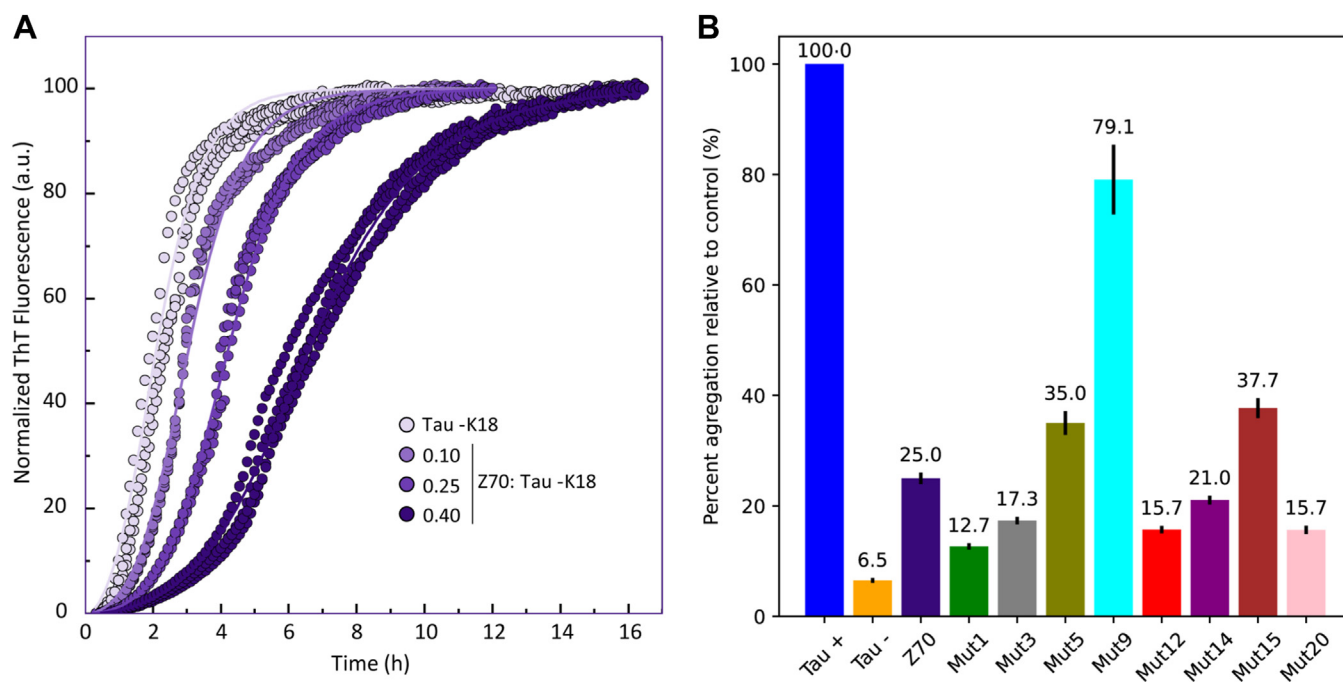 A
Normalized ThT Fluorescence (a.u.)
100
80
60
40
20
0
0 2 4 6 8 10 12 14 16
Time (h)
Tau -K18
0.10
0.25
0.40
Z70: Tau -K18
B
Percent agregation relative to control (%)
100
80
60
40
20
0
100·0
6.5
25.0
12.7
17.3
35.0
79.1
15.7
21.0
37.7
15.7
Tau +
Tau -
Z70
Mut1
Mut3
Mut5
Mut9
Mut12
Mut14
Mut15
Mut20